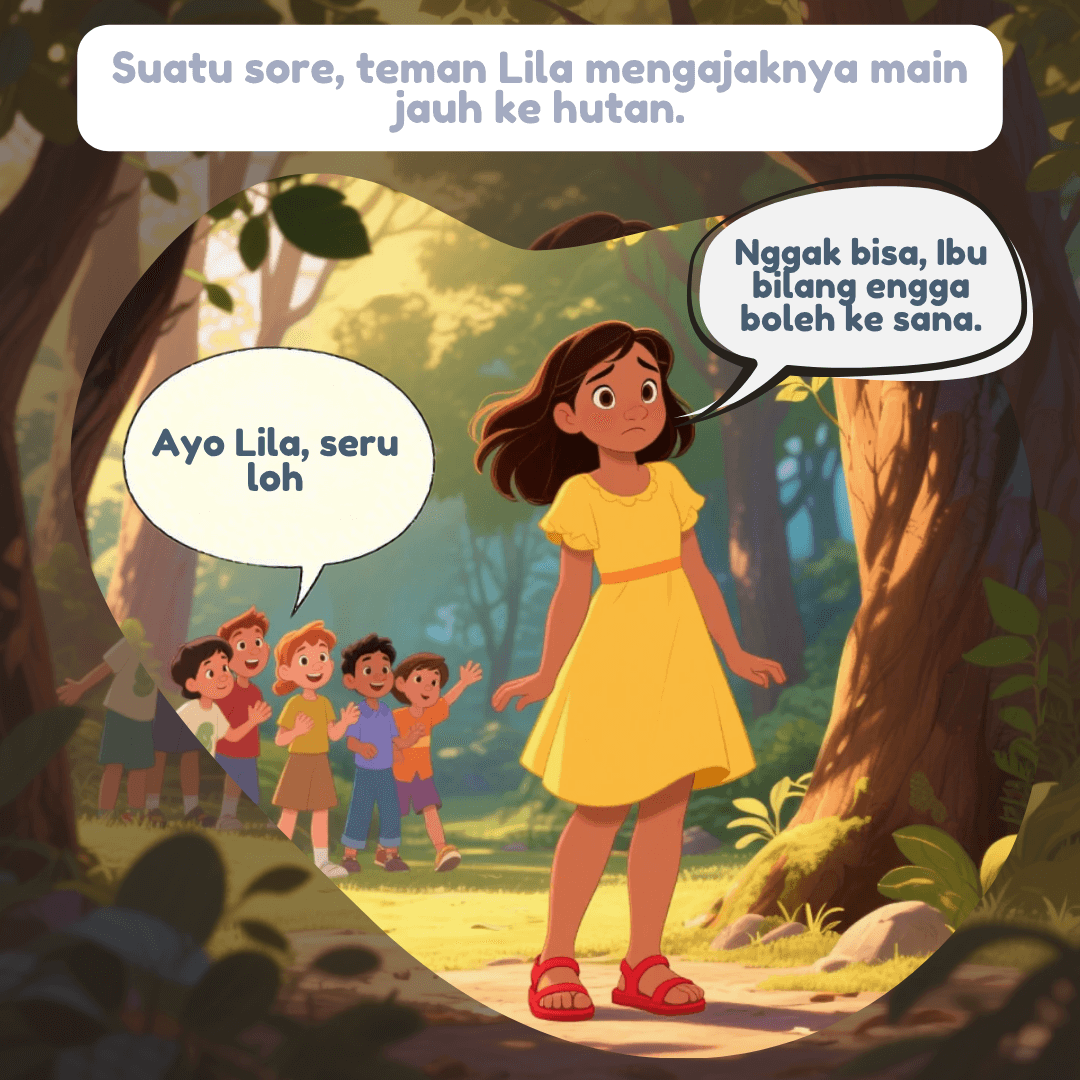 Suatu sore, teman Lila mengajaknya main
jauh ke hutan.
Nggak bisa, Ibu
bilang engga
boleh ke sana.
Ayo Lila, seru
loh